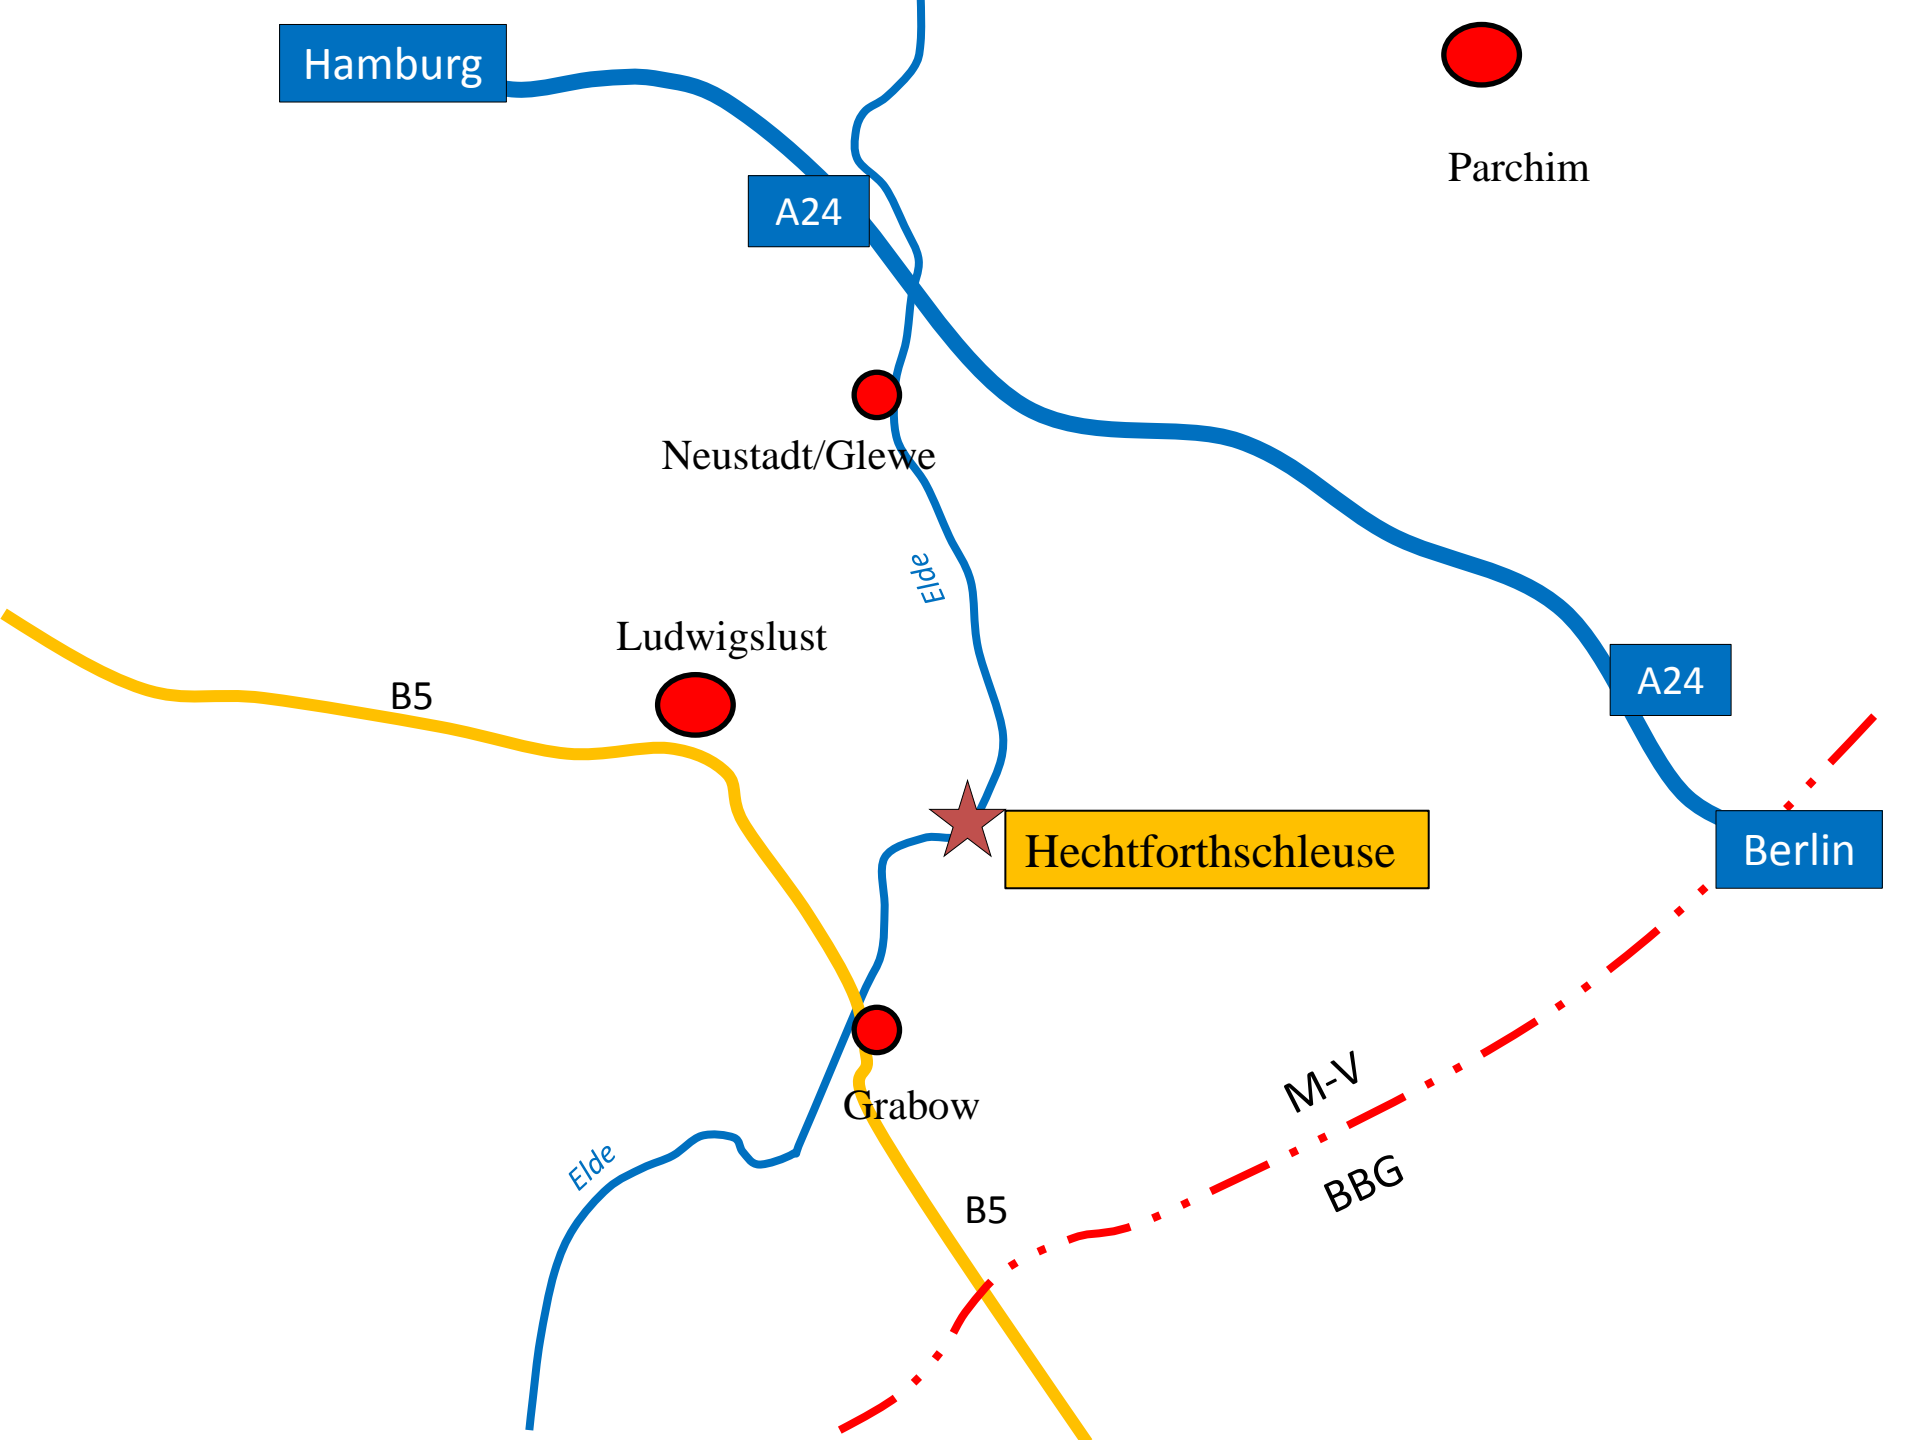 Hamburg
Parchim
A24
Neustadt/Glewe
Elde
Ludwigslust
B5
A24
Hechtforthschleuse
Berlin
M-V
Grabow
Elde
BBG
B5